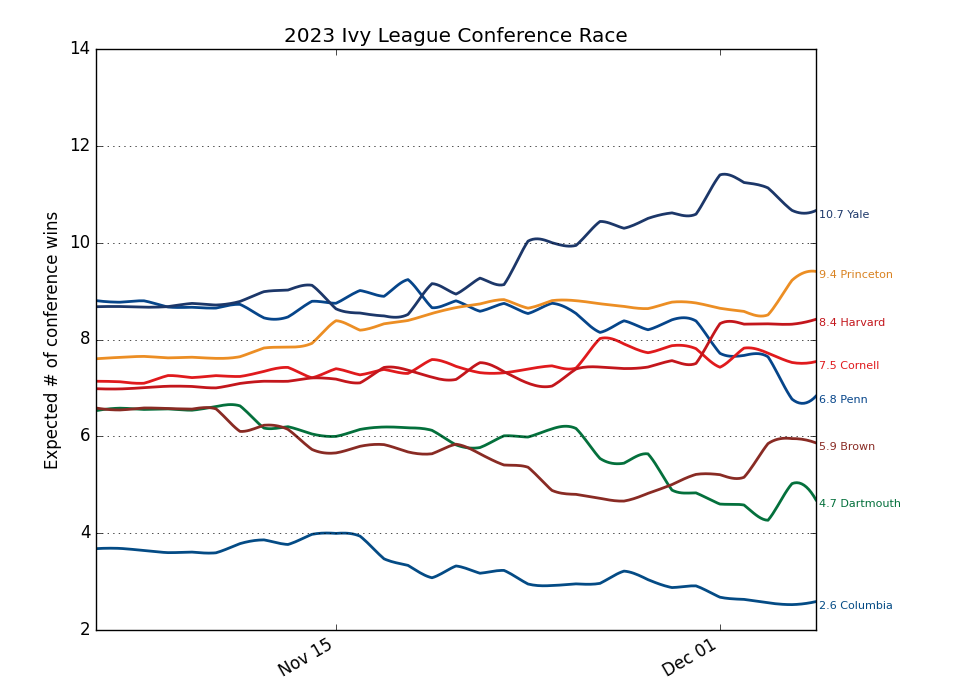 2023 Ivy League Conference Race
Expected # of conference wins
14
12
10
8
6
4
2
10.7 Yale
9.4 Princeton
8.4 Harvard
7.5 Cornell
6.8 Penn
5.9 Brown
4.7 Dartmouth
2.6 Columbia
Nov 15
Dec 01